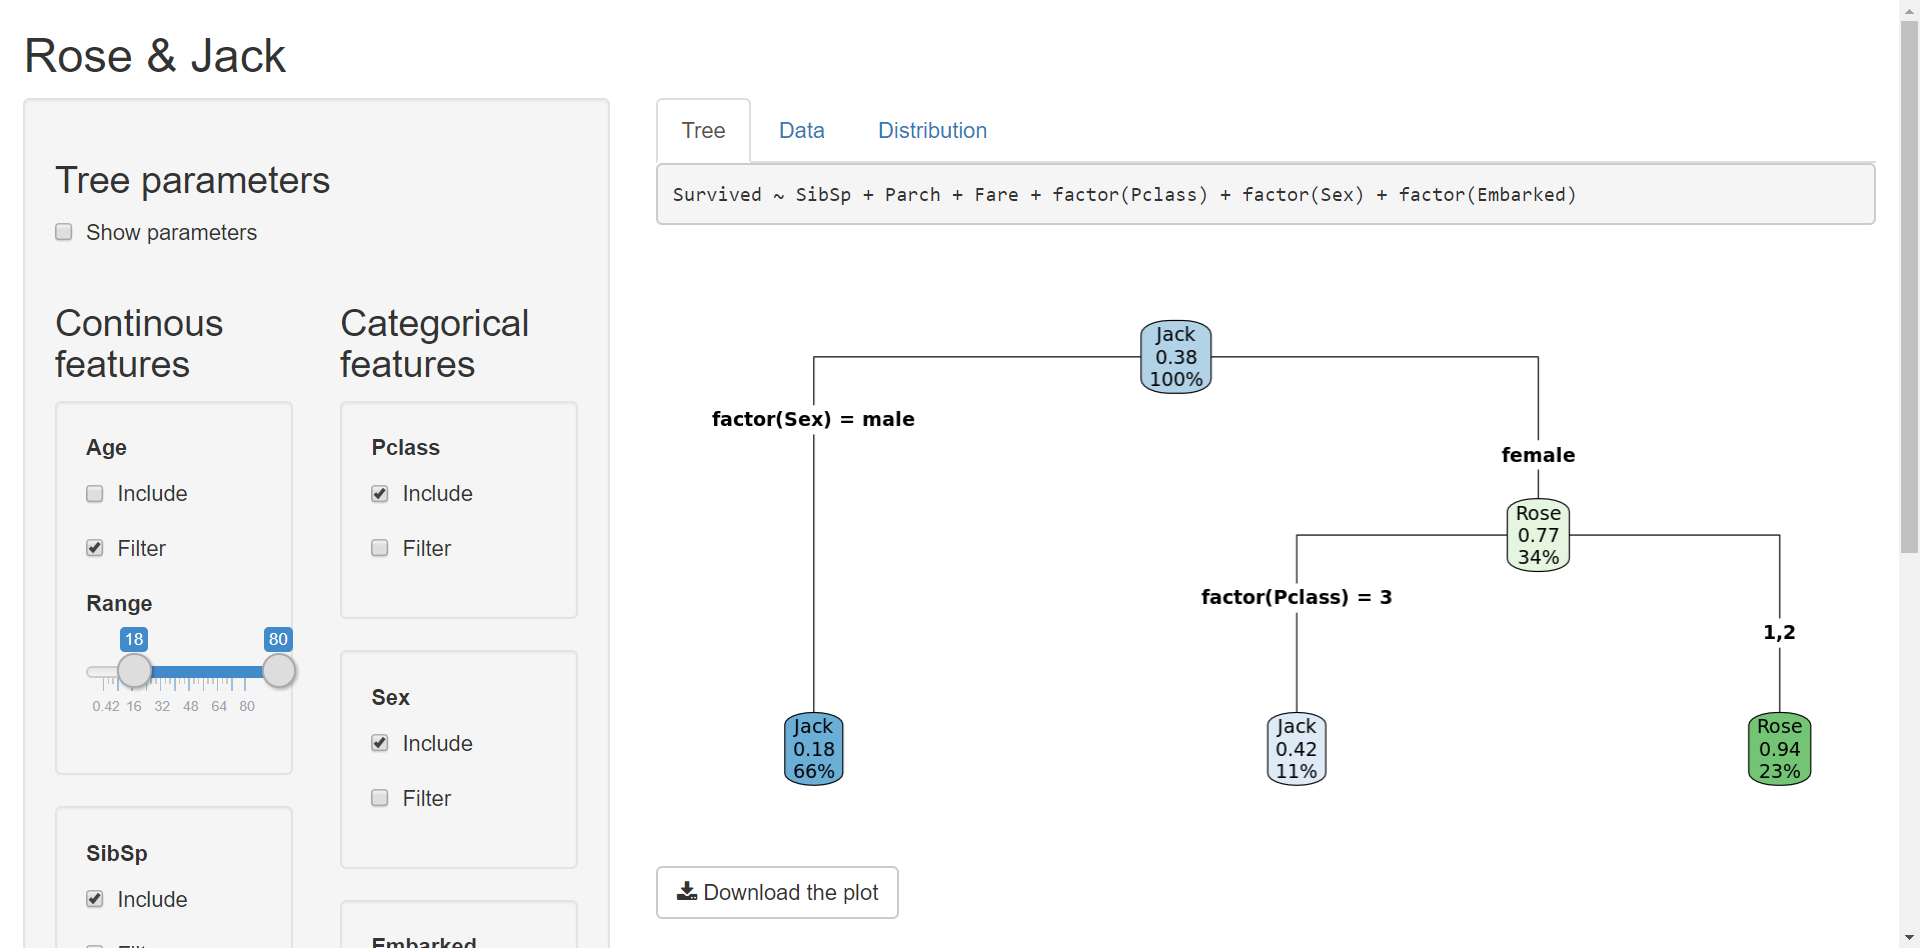 Rose & Jack
Tree parameters
Show parameters
Continous
features
Age
Include
Filter
Range
18
80
0.42 16 32 48 64 80
SibSp
Include
Categorical
features
Pclass
Include
Filter
Sex
Include
Filter
Embarked
Tree Data Distribution
Survived ~ SibSp + Parch + Fare + factor(Pclass) + factor(Sex) + factor(Embarked)
Jack
0.38
100%
factor(Sex) = male
female
Rose
0.77
34%
factor(Pclass) = 3
1,2
Jack
0.18
66%
Jack
0.42
11%
Rose
0.94
23%
Download the plot